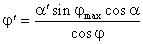 φ' = α' sin φmax cos α / cos φ